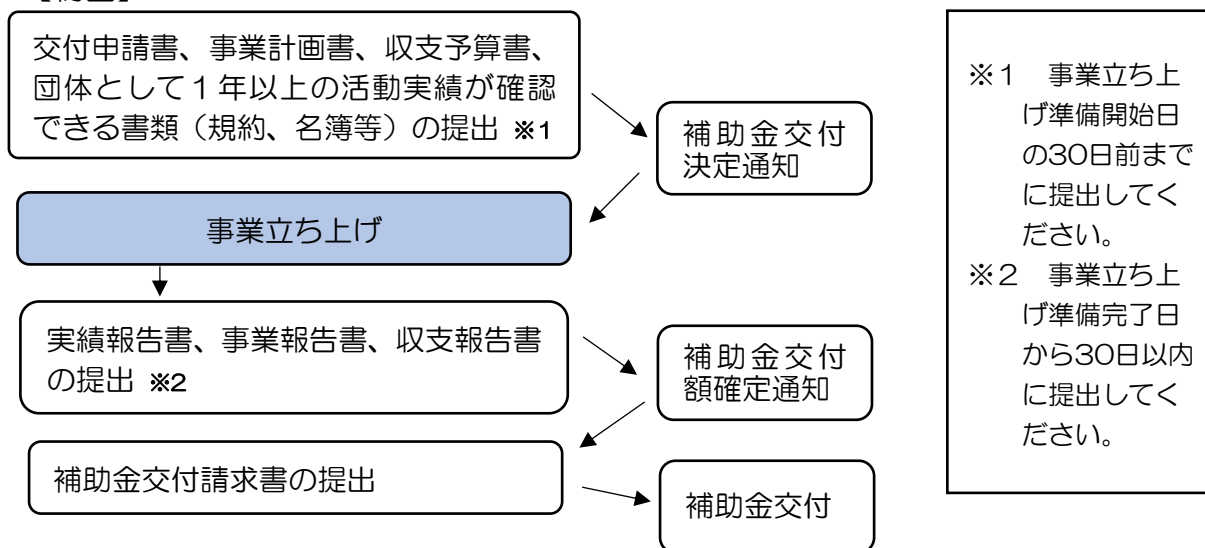 交付申請書、事業計画書、収支予算書、
団体として1年以上の活動実績が確認
できる書類（規約、名簿等）の提出 ※1
補助金交付
決定通知
事業立ち上げ
実績報告書、事業報告書、収支報告書
の提出 ※2
補助金交付
額確定通知
補助金交付請求書の提出
補助金交付
※1　事業立ち上
げ準備開始日
の30日前まで
に提出してく
ださい。
※2　事業立ち上
げ準備完了日
から30日以内
に提出してく
ださい。